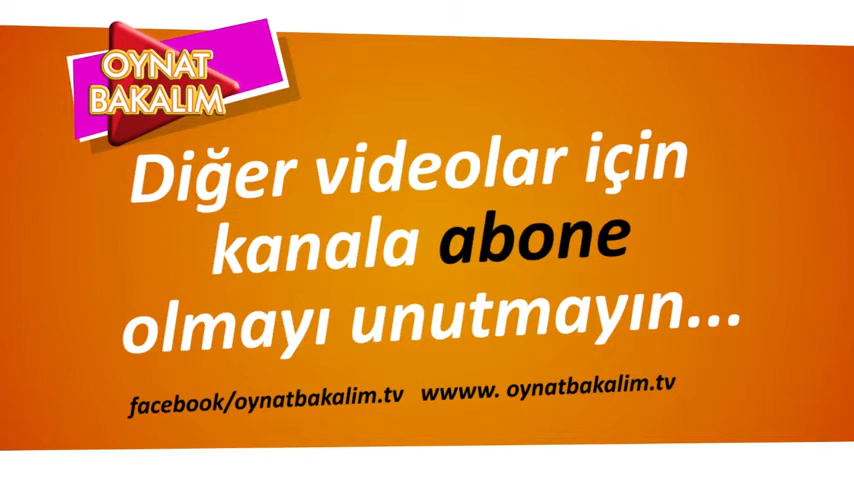 OYNAT
BAKALIM
Diğer videolar için
kanala abone
olmayı unutmayın...
facebook/oynatbakalim.tv wwww. oynatbakalim.tv